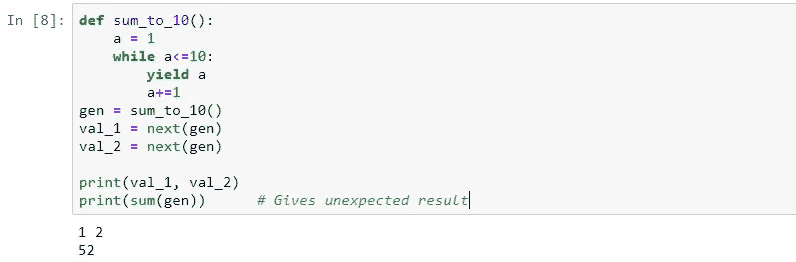 In [8]: def sum_to_10():
a = 1
while a<=10:
yield a
a+=1
gen = sum_to_10()
val_1 = next(gen)
val_2 = next(gen)
print(val_1, val_2)
print(sum(gen)) # Gives unexpected result
1 2
52